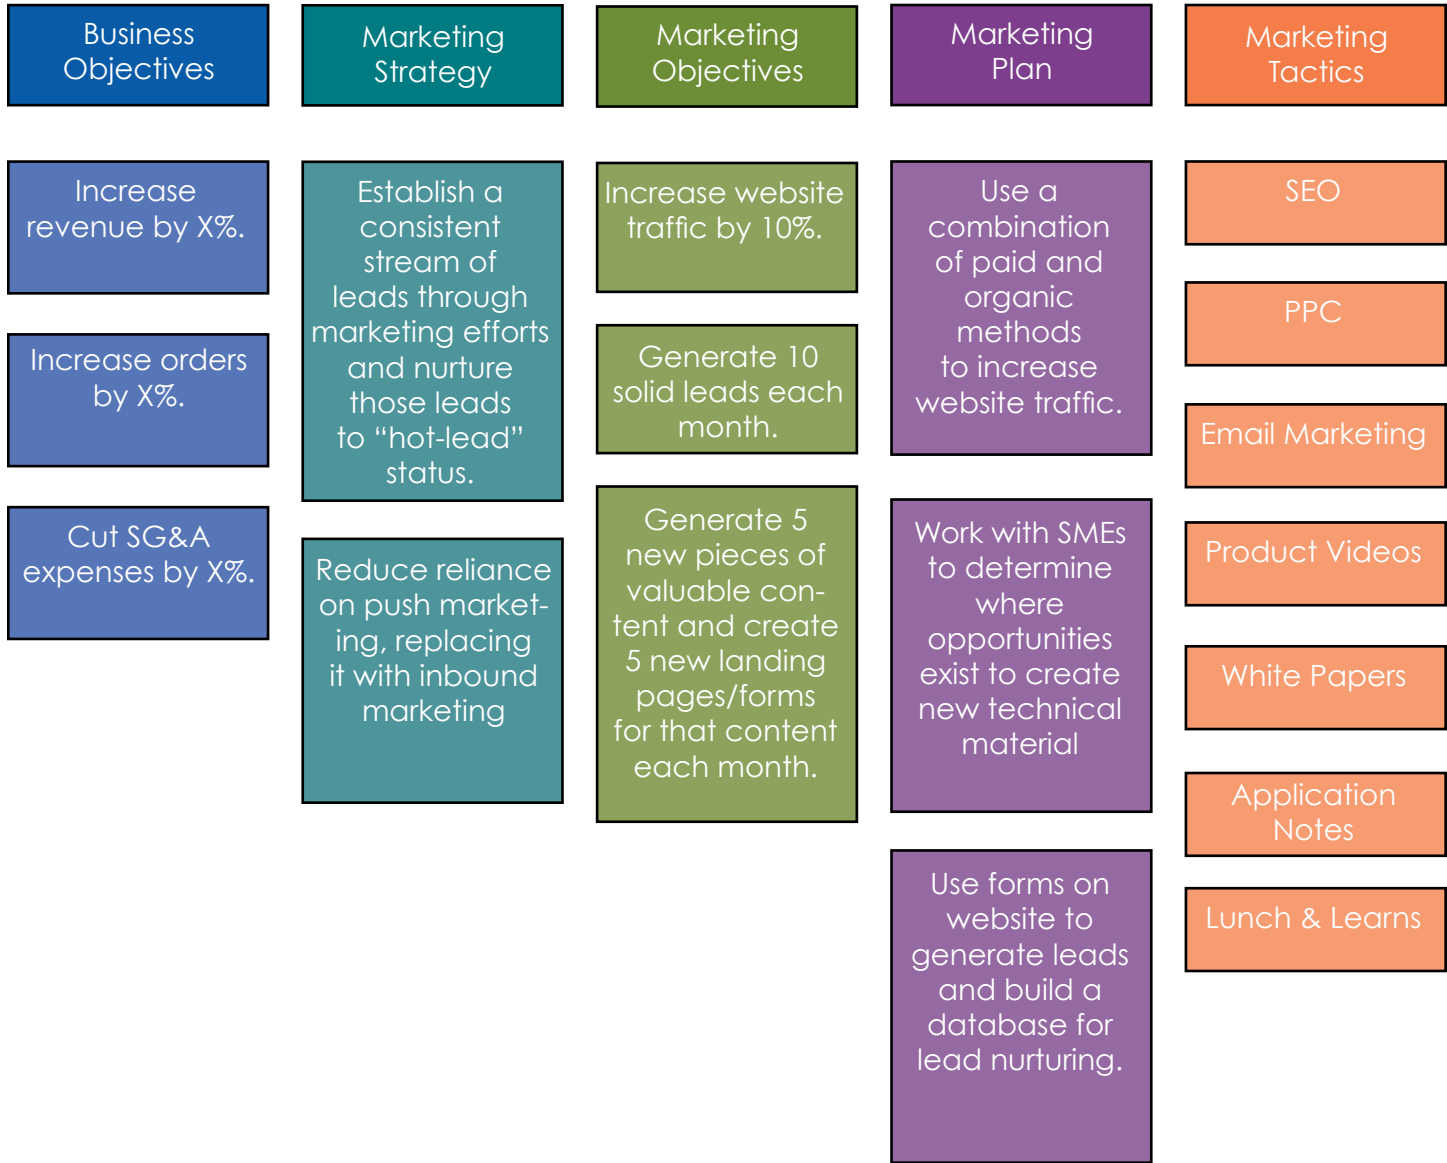 Business
Objectives
Marketing
Strategy
Marketing
Objectives
Marketing
Plan
Marketing
Tactics
Increase
revenue by X%.
Increase orders
by X%.
Cut SG&A
expenses by X%.
Establish a
consistent
stream of
leads through
marketing efforts
and nurture
those leads
to “hot-lead”
status.
Reduce reliance
on push market-
ing, replacing
it with inbound
marketing
Increase website
traffic by 10%.
Generate 10
solid leads each
month.
Generate 5
new pieces of
valuable con-
tent and create
5 new landing
pages/forms
for that content
each month.
Use a
combination
of paid and
organic
methods
to increase
website traffic.
Work with SMEs
to determine
where
opportunities
exist to create
new technical
material
Use forms on
website to
generate leads
and build a
database for
lead nurturing.
SEO
PPC
Email Marketing
Product Videos
White Papers
Application
Notes
Lunch & Learns